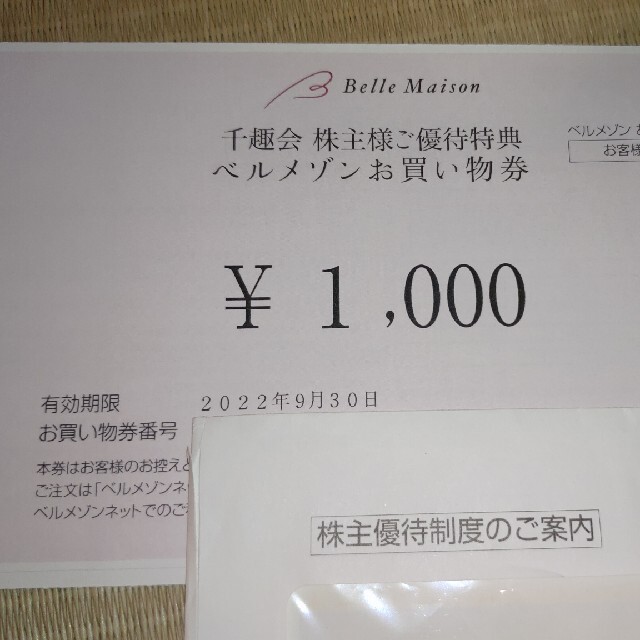 Belle Maison
千趣会 株主様ご優待特典
ベルメゾンお買い物券
ベルメゾン
お客様
¥ 1,000
有効期限 2022年9月30日
お買い物券番号
本券はお客様のお控えと
ご注文は「ベルメゾンネ
ベルメゾンネットでのご
株主優待制度のご案内